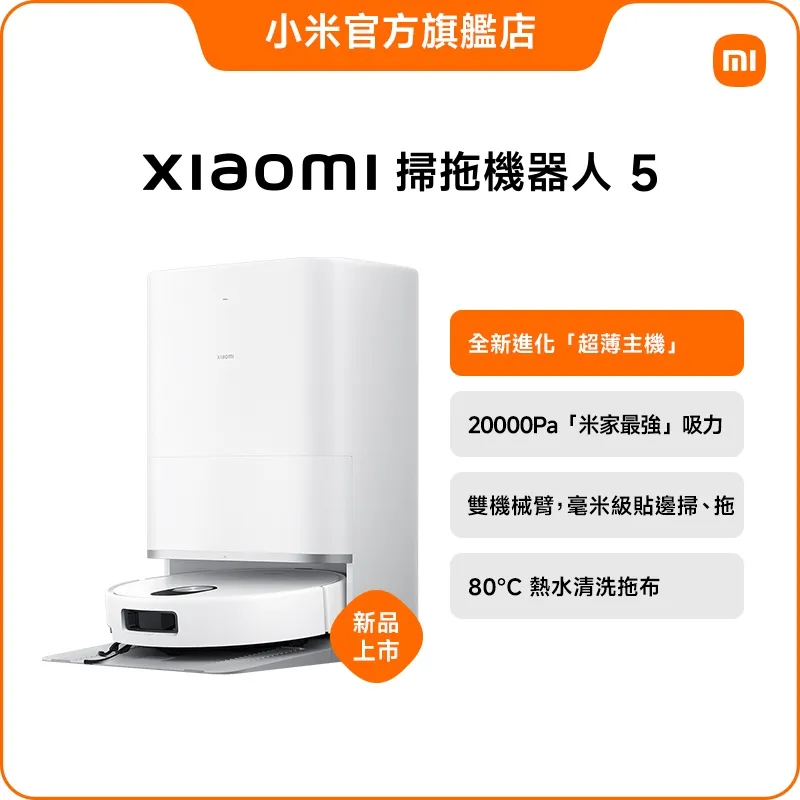 小米官方旗艦店
mi
xiaomi 掃拖機器人 5
xiaomi
全新進化「超薄主機」
20000Pa「米家最強」吸力
雙機械臂,毫米級貼邊掃、拖
80°C 熱水清洗拖布
新品
上市